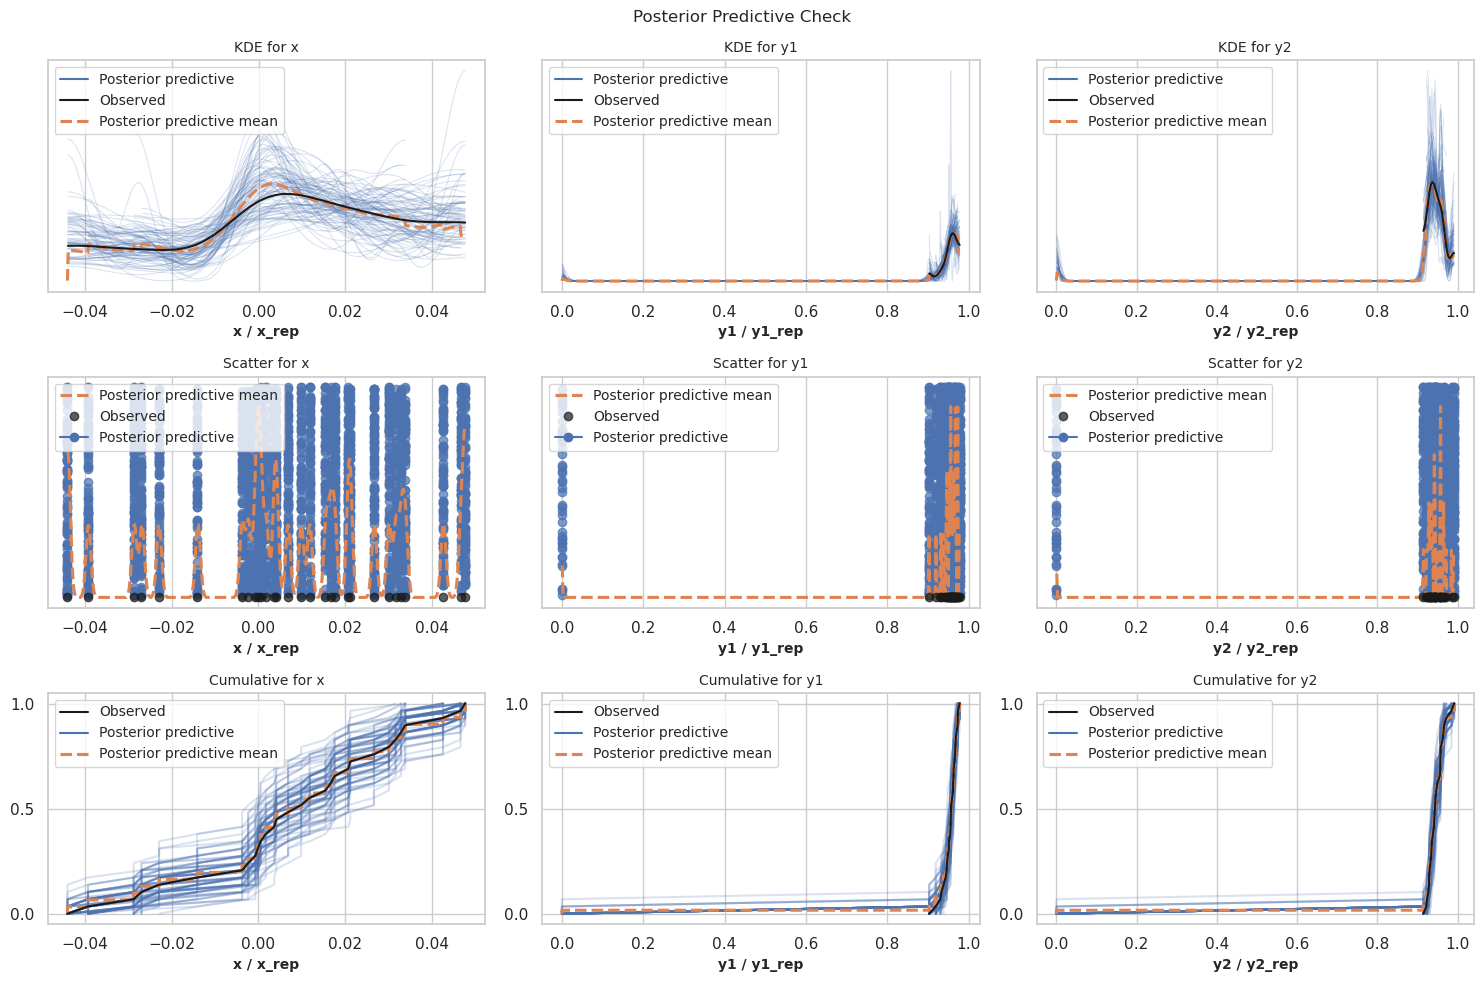 Posterior Predictive Check
KDE for x
Posterior predictive
Observed
Posterior predictive mean
−0.04 −0.02 0.00 0.02 0.04
x / x_rep
KDE for y1
Posterior predictive
Observed
Posterior predictive mean
0.0 0.2 0.4 0.6 0.8 1.0
y1 / y1_rep
KDE for y2
Posterior predictive
Observed
Posterior predictive mean
0.0 0.2 0.4 0.6 0.8 1.0
y2 / y2_rep
Scatter for x
Posterior predictive mean
Observed
Posterior predictive
−0.04 −0.02 0.00 0.02 0.04
x / x_rep
Scatter for y1
Posterior predictive mean
Observed
Posterior predictive
0.0 0.2 0.4 0.6 0.8 1.0
y1 / y1_rep
Scatter for y2
Posterior predictive mean
Observed
Posterior predictive
0.0 0.2 0.4 0.6 0.8 1.0
y2 / y2_rep
Cumulative for x
Observed
Posterior predictive
Posterior predictive mean
1.0
0.5
0.0
−0.04 −0.02 0.00 0.02 0.04
x / x_rep
Cumulative for y1
Observed
Posterior predictive
Posterior predictive mean
1.0
0.5
0.0
0.0 0.2 0.4 0.6 0.8 1.0
y1 / y1_rep
Cumulative for y2
Observed
Posterior predictive
Posterior predictive mean
1.0
0.5
0.0
0.0 0.2 0.4 0.6 0.8 1.0
y2 / y2_rep